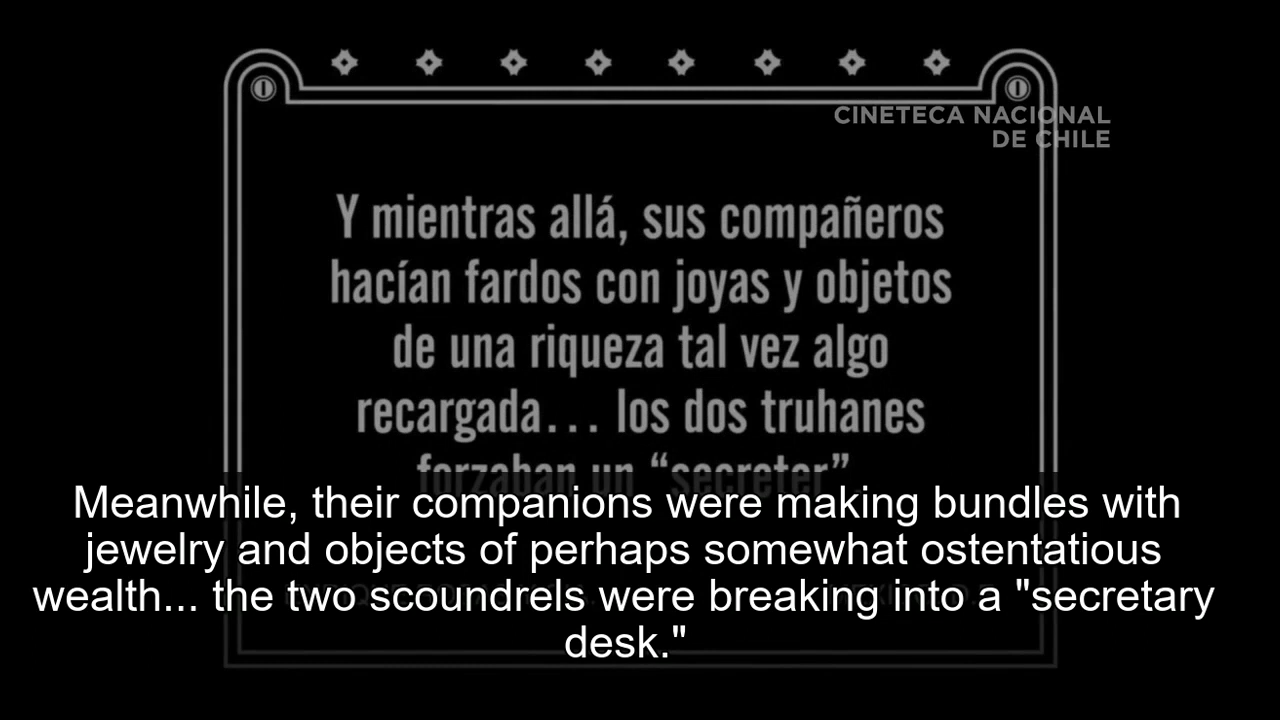 CINETECA NACIONAL
DE CHILE
Y mientras allá, sus compañeros
hacían fardos con joyas y objetos
de una riqueza tal vez algo
recargada... los dos truhanes
forzaban un “secreter”
Meanwhile, their companions were making bundles with
jewelry and objects of perhaps somewhat ostentatious
wealth... the two scoundrels were breaking into a "secretary
desk."